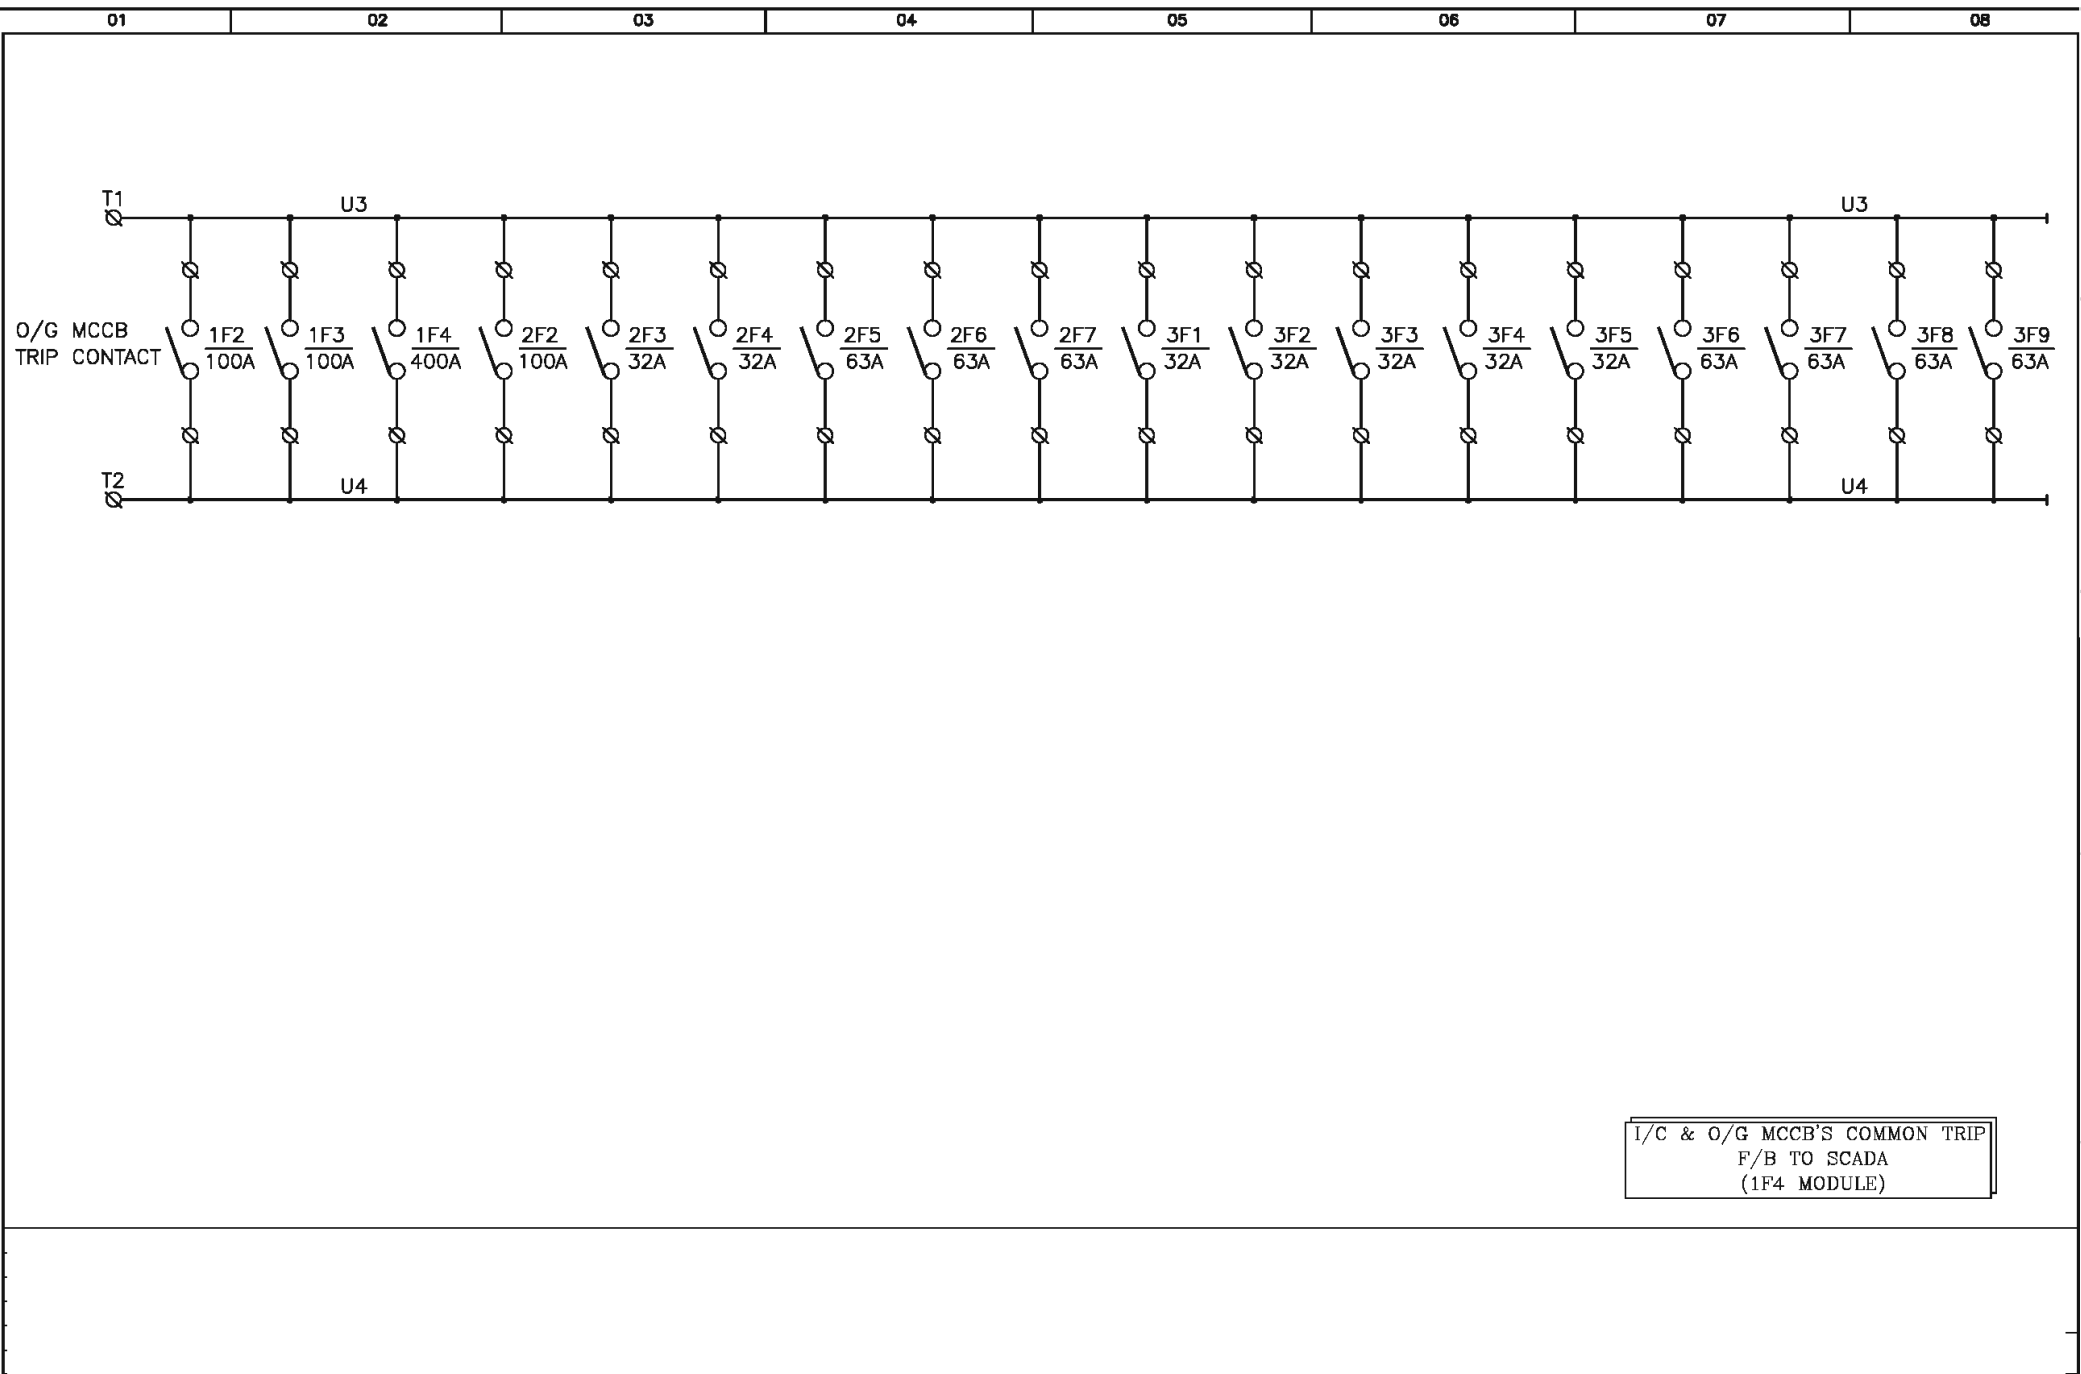 01 02 03 04 05 06 07 08
T1
U3 U3
O/G MCCB
TRIP CONTACT
1F2 1F3 1F4 2F2 2F3 2F4 2F5 2F6 2F7 3F1 3F2 3F3 3F4 3F5 3F6 3F7 3F8 3F9
100A 100A 400A 100A 32A 32A 63A 63A 63A 32A 32A 32A 32A 32A 63A 63A 63A 63A
T2
U4 U4
I/C & O/G MCCB'S COMMON TRIP
F/B TO SCADA
(1F4 MODULE)